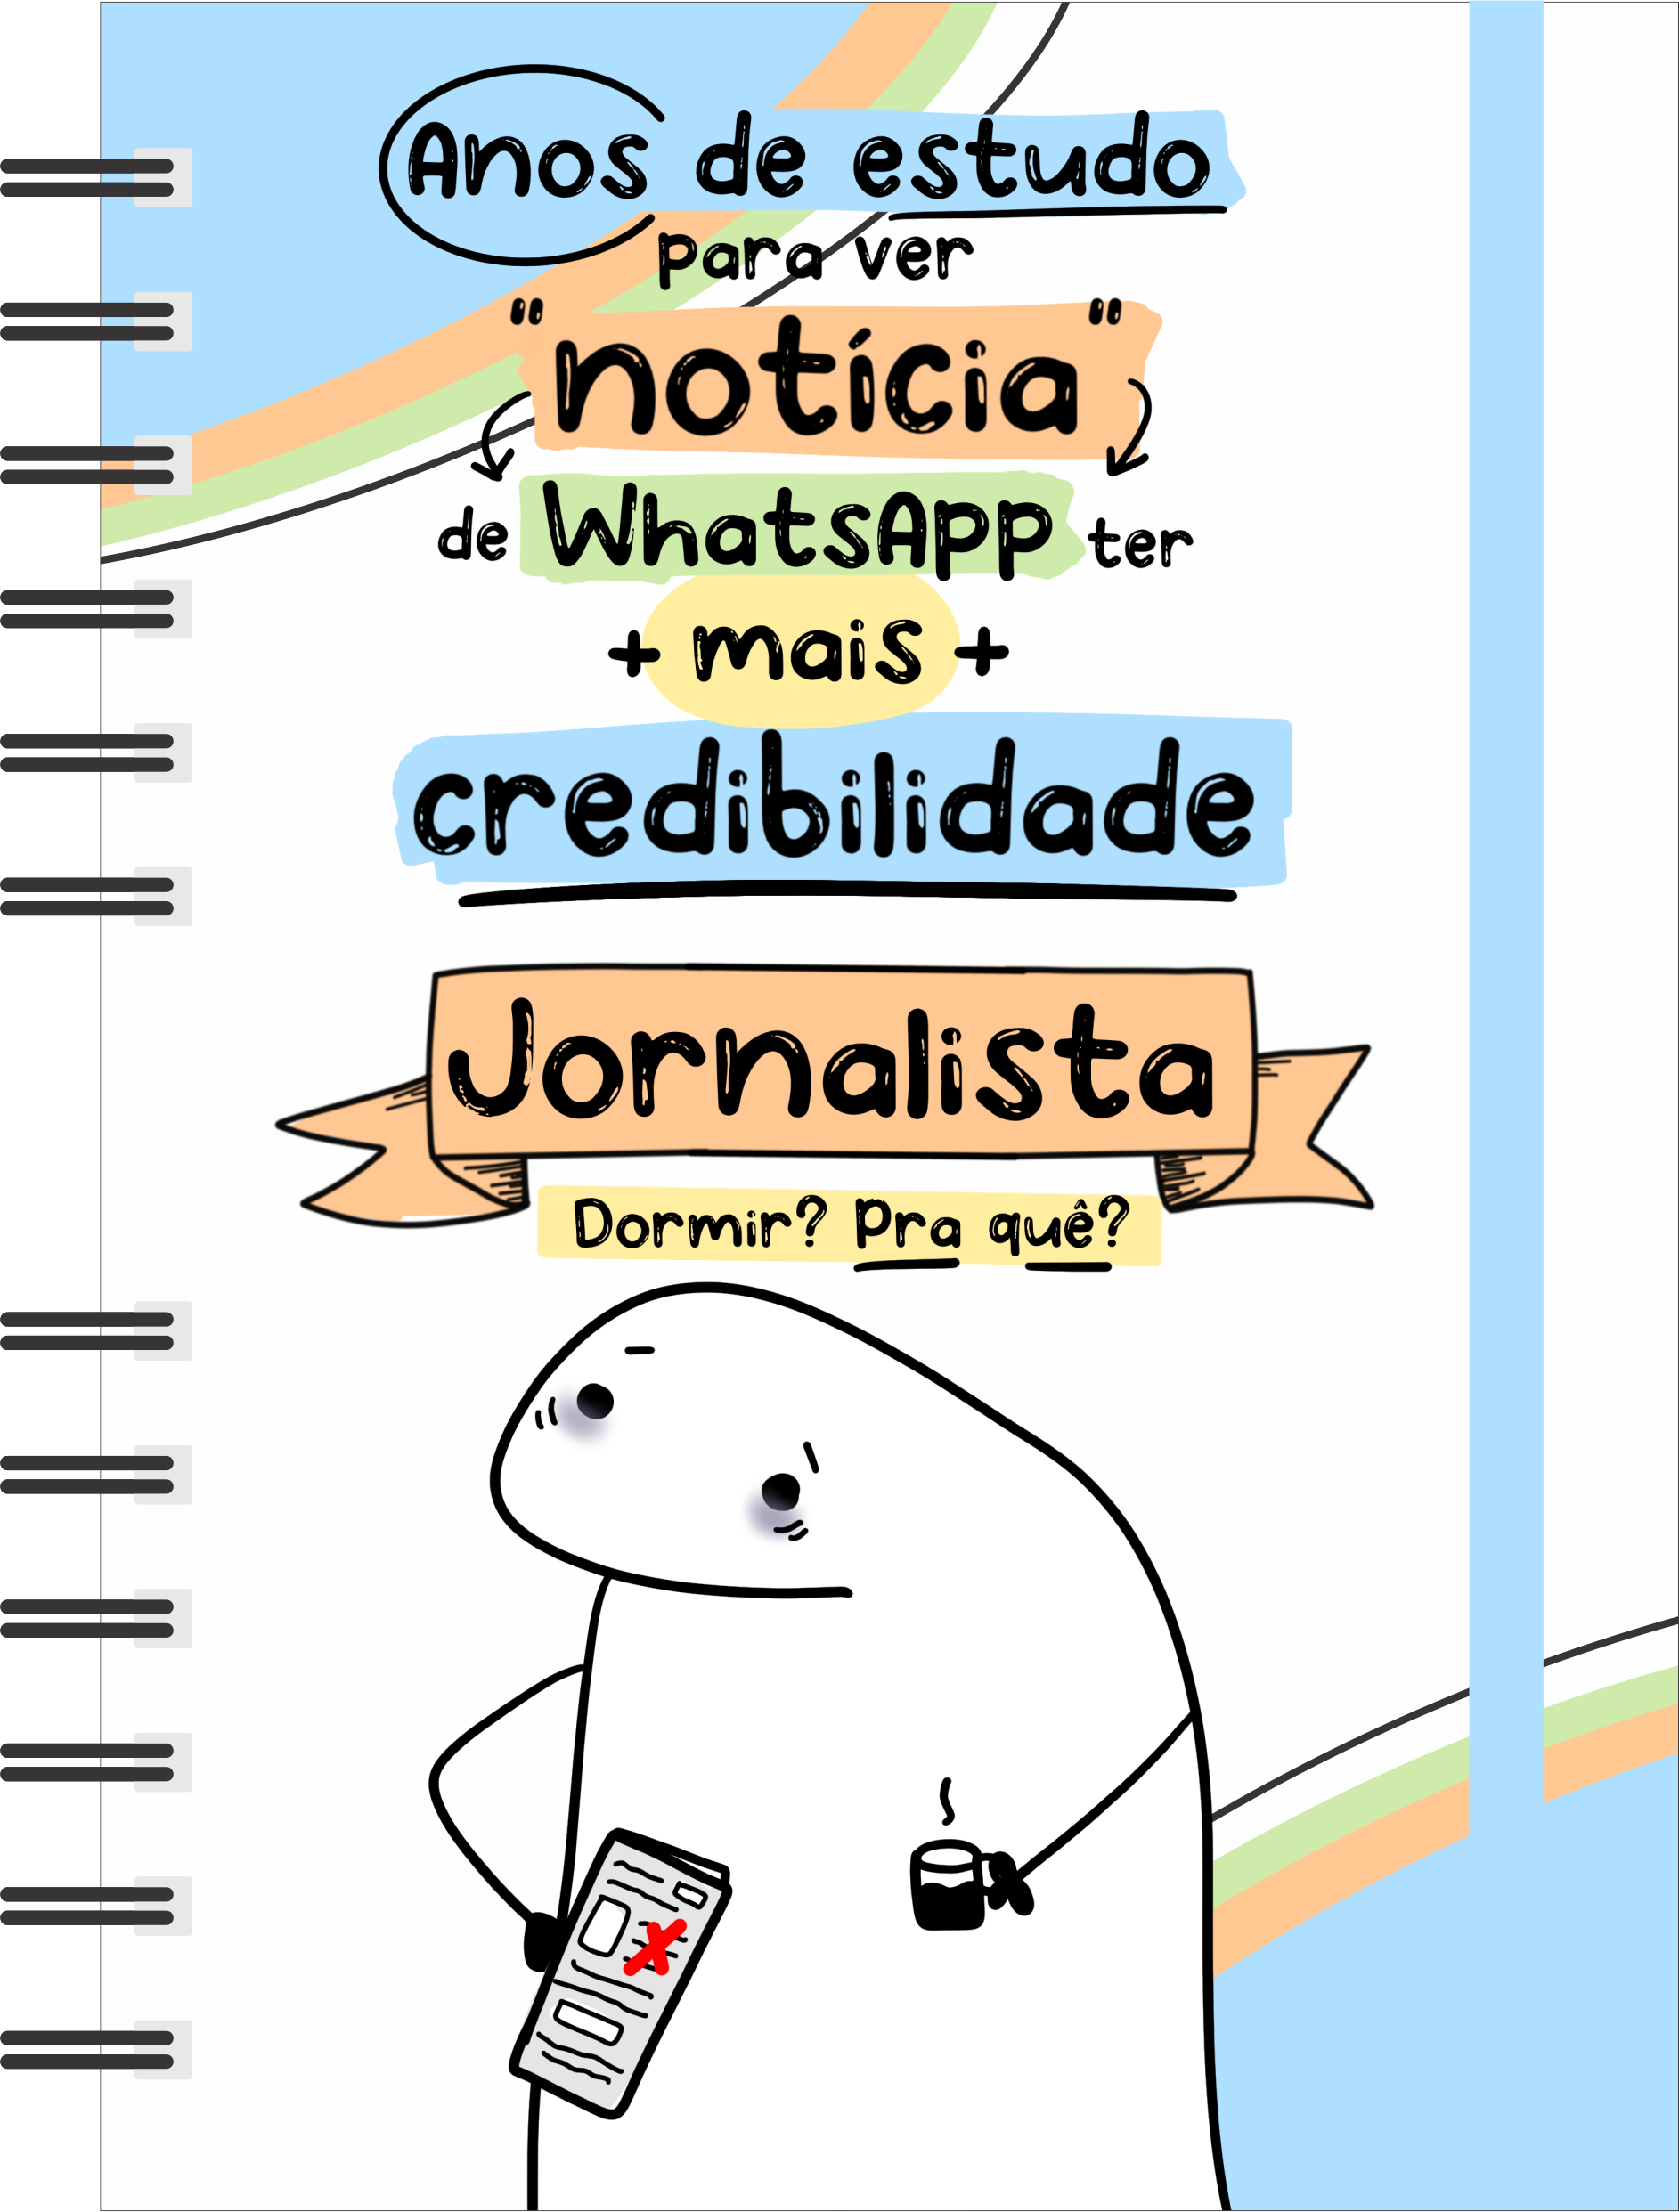 Anos de estudo
para ver
"notícia"
de WhatsApp ter
+ mais +
credibilidade
Jornalista
Dormir? Pra quê?